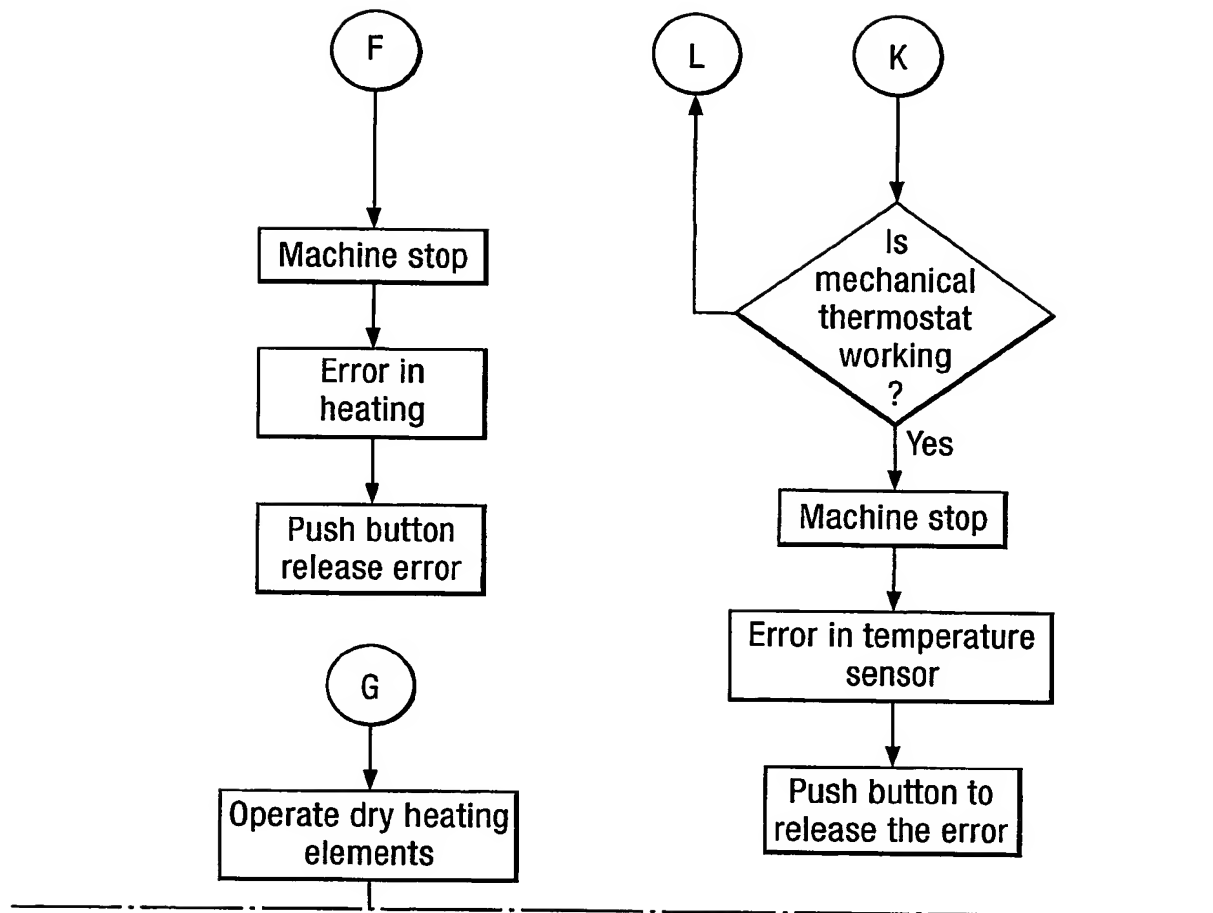 F
Machine stop
Error in
heating
Push button
release error
G
Operate dry heating
elements
L
K
Is
mechanical
thermostat
working
?
Yes
Machine stop
Error in temperature
sensor
Push button to
release the error